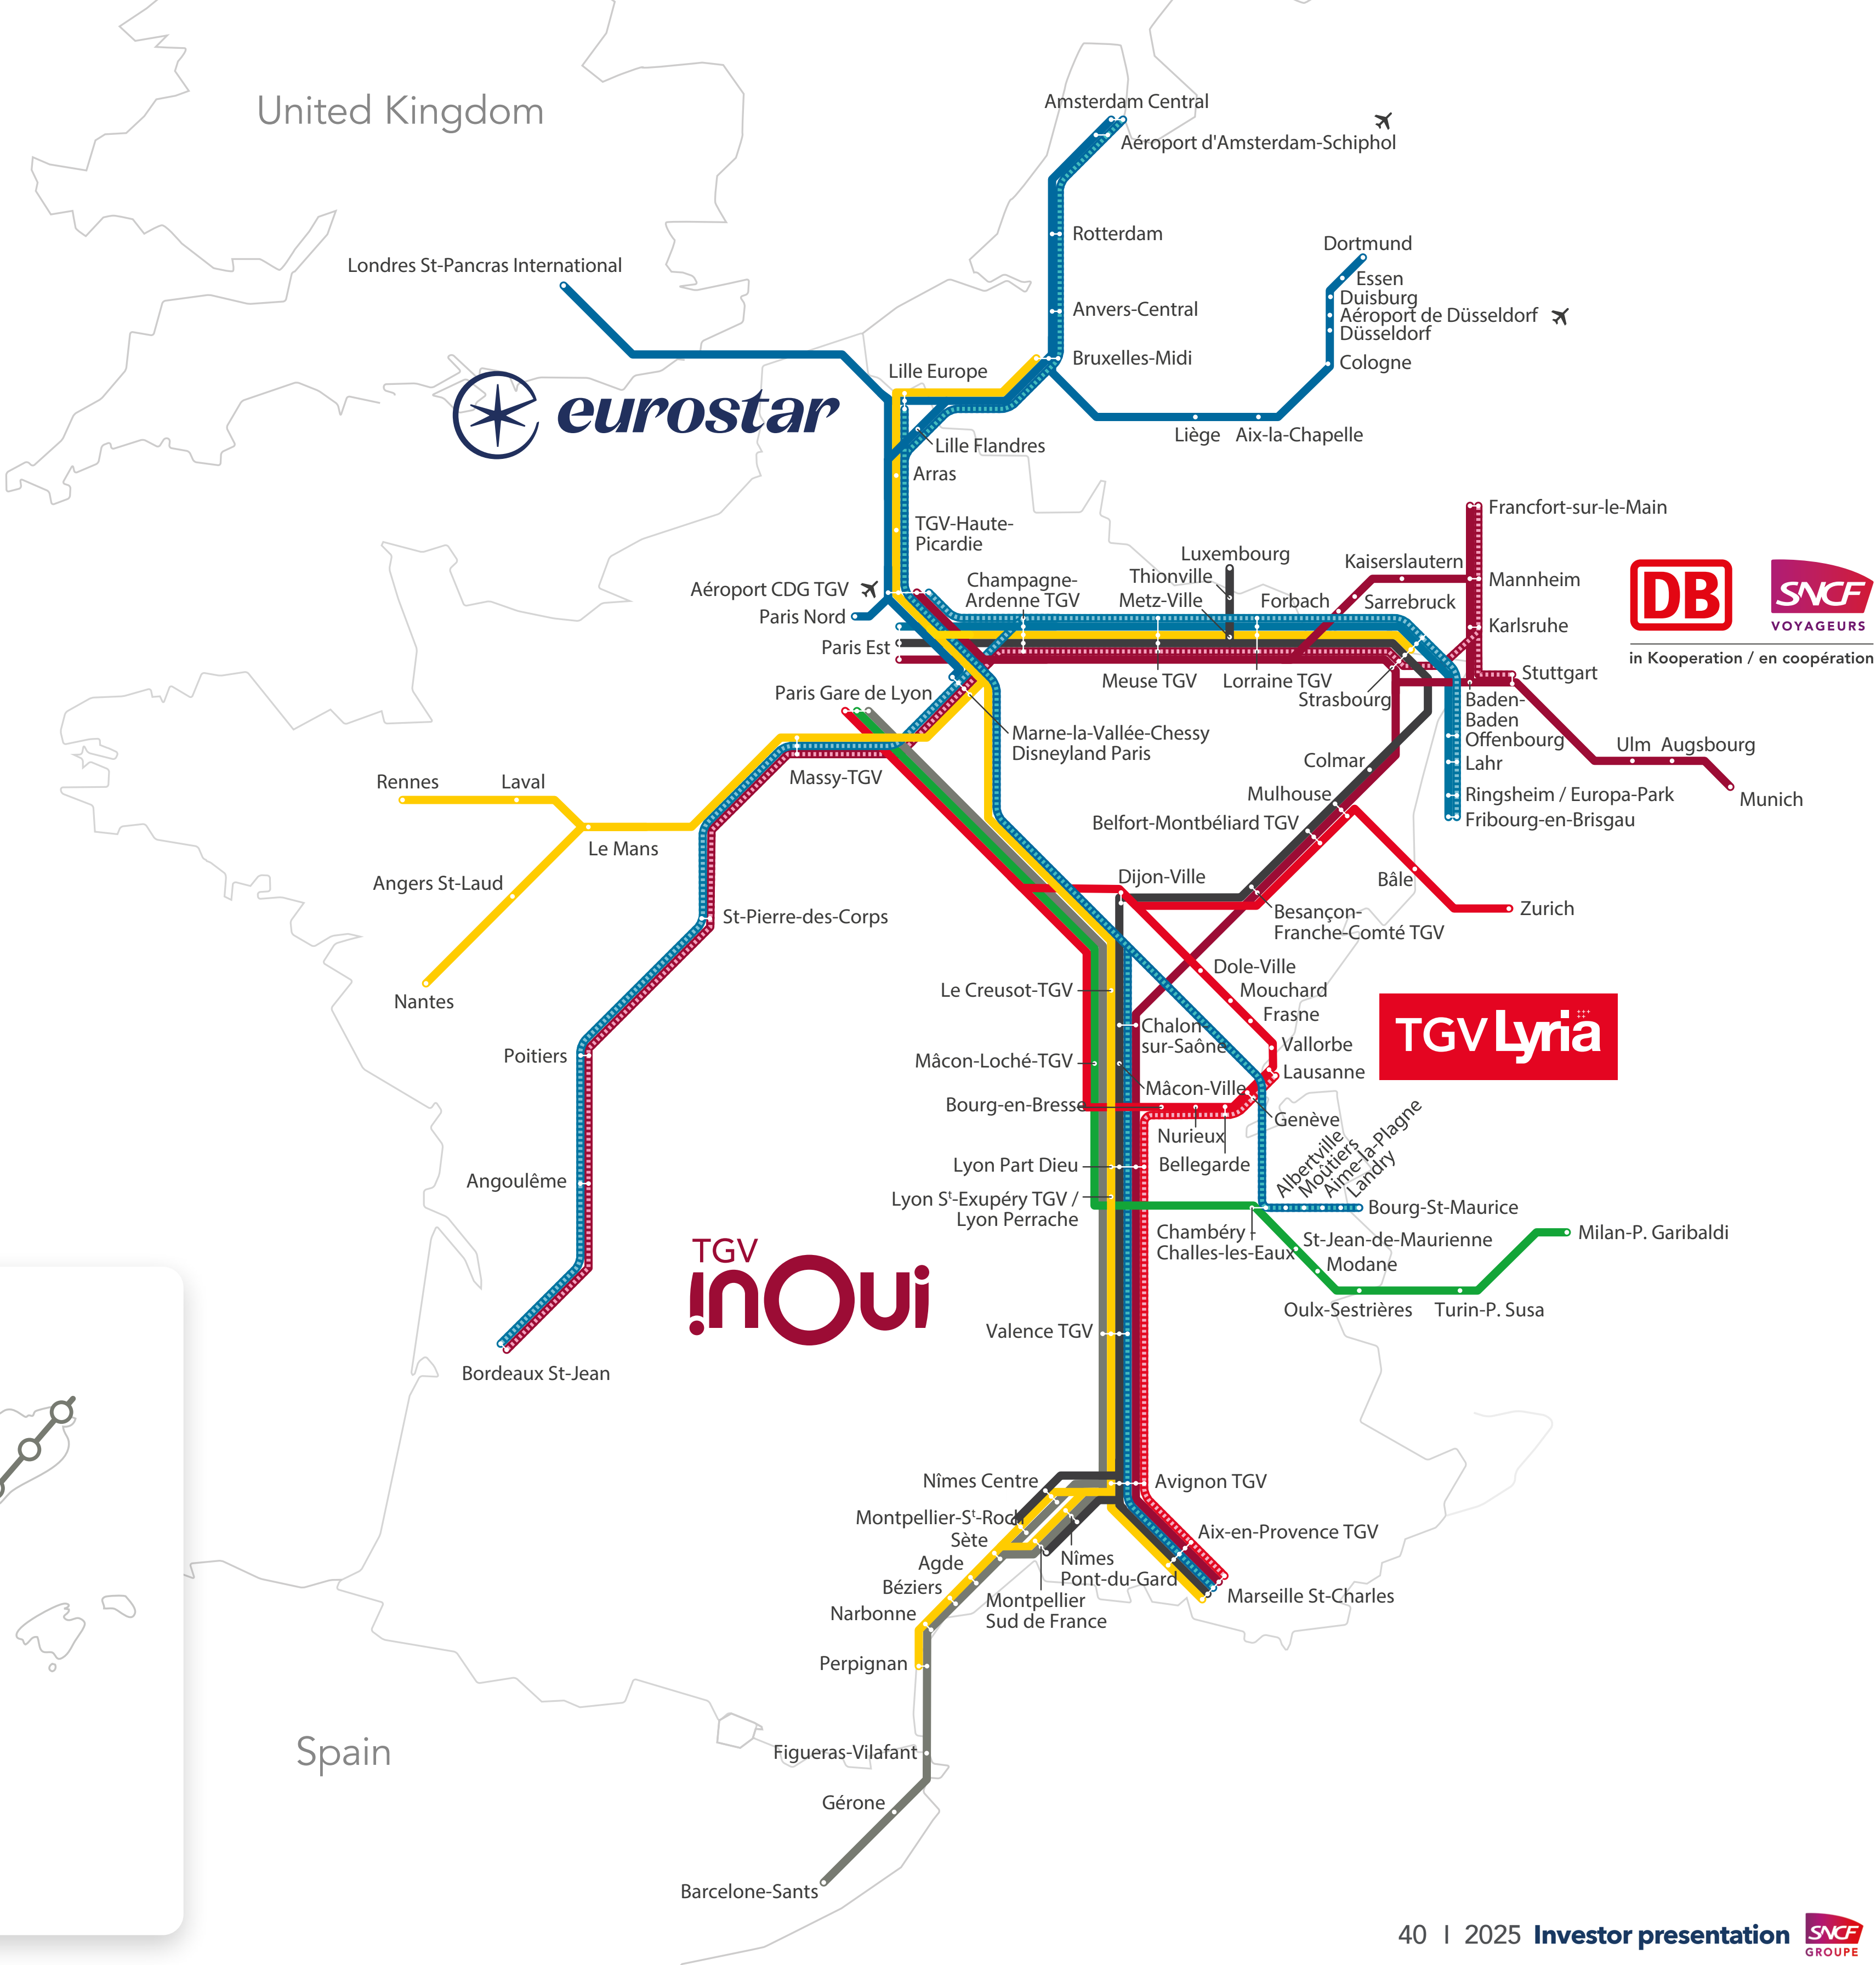 United Kingdom
Amsterdam Central
Aéroport d'Amsterdam-Schiphol
Rotterdam
Dortmund
Londres St-Pancras International
Essen
Duisburg
Anvers-Central
Aéroport de Düsseldorf
Düsseldorf
Bruxelles-Midi
Cologne
Lille Europe
eurostar
Liège
Aix-la-Chapelle
Lille Flandres
Arras
Francfort-sur-le-Main
TGV-Haute-
Picardie
Luxembourg
Kaiserlautern
Thionville
Champagne-
Ardenne TGV
Mannheim
DB
SNCF
VOYAGEURS
Aéroport CDG TGV
Metz-Ville
Forbach
Sarrebruck
Paris Nord
Karlsruhe
Paris Est
in Kooperation / en coopération
Stuttgart
Meuse TGV
Lorraine TGV
Paris Gare de Lyon
Strasbourg
Baden-
Baden
Marne-la-Vallée-Chessy
Disneyland Paris
Offenbourg
Ulm
Augsbourg
Colmar
Lahr
Massy-TGV
Rennes
Laval
Mulhouse
Ringsheim / Europa-Park
Munich
Belfort-Montbéliard TGV
Fribourg-en-Brisgau
Le Mans
Dijon-Ville
Bâle
Angers St-Laud
Zurich
St-Pierre-des-Corps
Besançon-
Franche-Comté TGV
Dole-Ville
Le Creusot-TGV
Mouchard
Nantes
Frasne
Chalon
sur-Saône
TGV Lyria
Vallorbe
Poitiers
Mâcon-Loché-TGV
Lausanne
Mâcon-Ville
Bourg-en-Bresse
Genève
Nurieux
Lyon Part Dieu
Bellegarde
Albertville
Moûtiers
Aime-la-Plagne
Landry
Angoulême
Lyon St-Exupéry TGV /
Lyon Perrache
Bourg-St-Maurice
Chambéry -
Challes-les-Eaux
St-Jean-de-Maurienne
Milan-P. Garibaldi
TGV
inOui
Modane
Oulx-Sestrières
Turin-P. Susa
Valence TGV
Bordeaux St-Jean
Nîmes Centre
Avignon TGV
Montpellier-St-Roch
Aix-en-Provence TGV
Sète
Nîmes
Pont-du-Gard
Agde
Béziers
Marseille St-Charles
Montpellier
Sud de France
Narbonne
Perpignan
Spain
Figueras-Vilafant
Gérone
Barcelone-Sants
40 I 2025 Investor presentation
SNCF
GROUPE